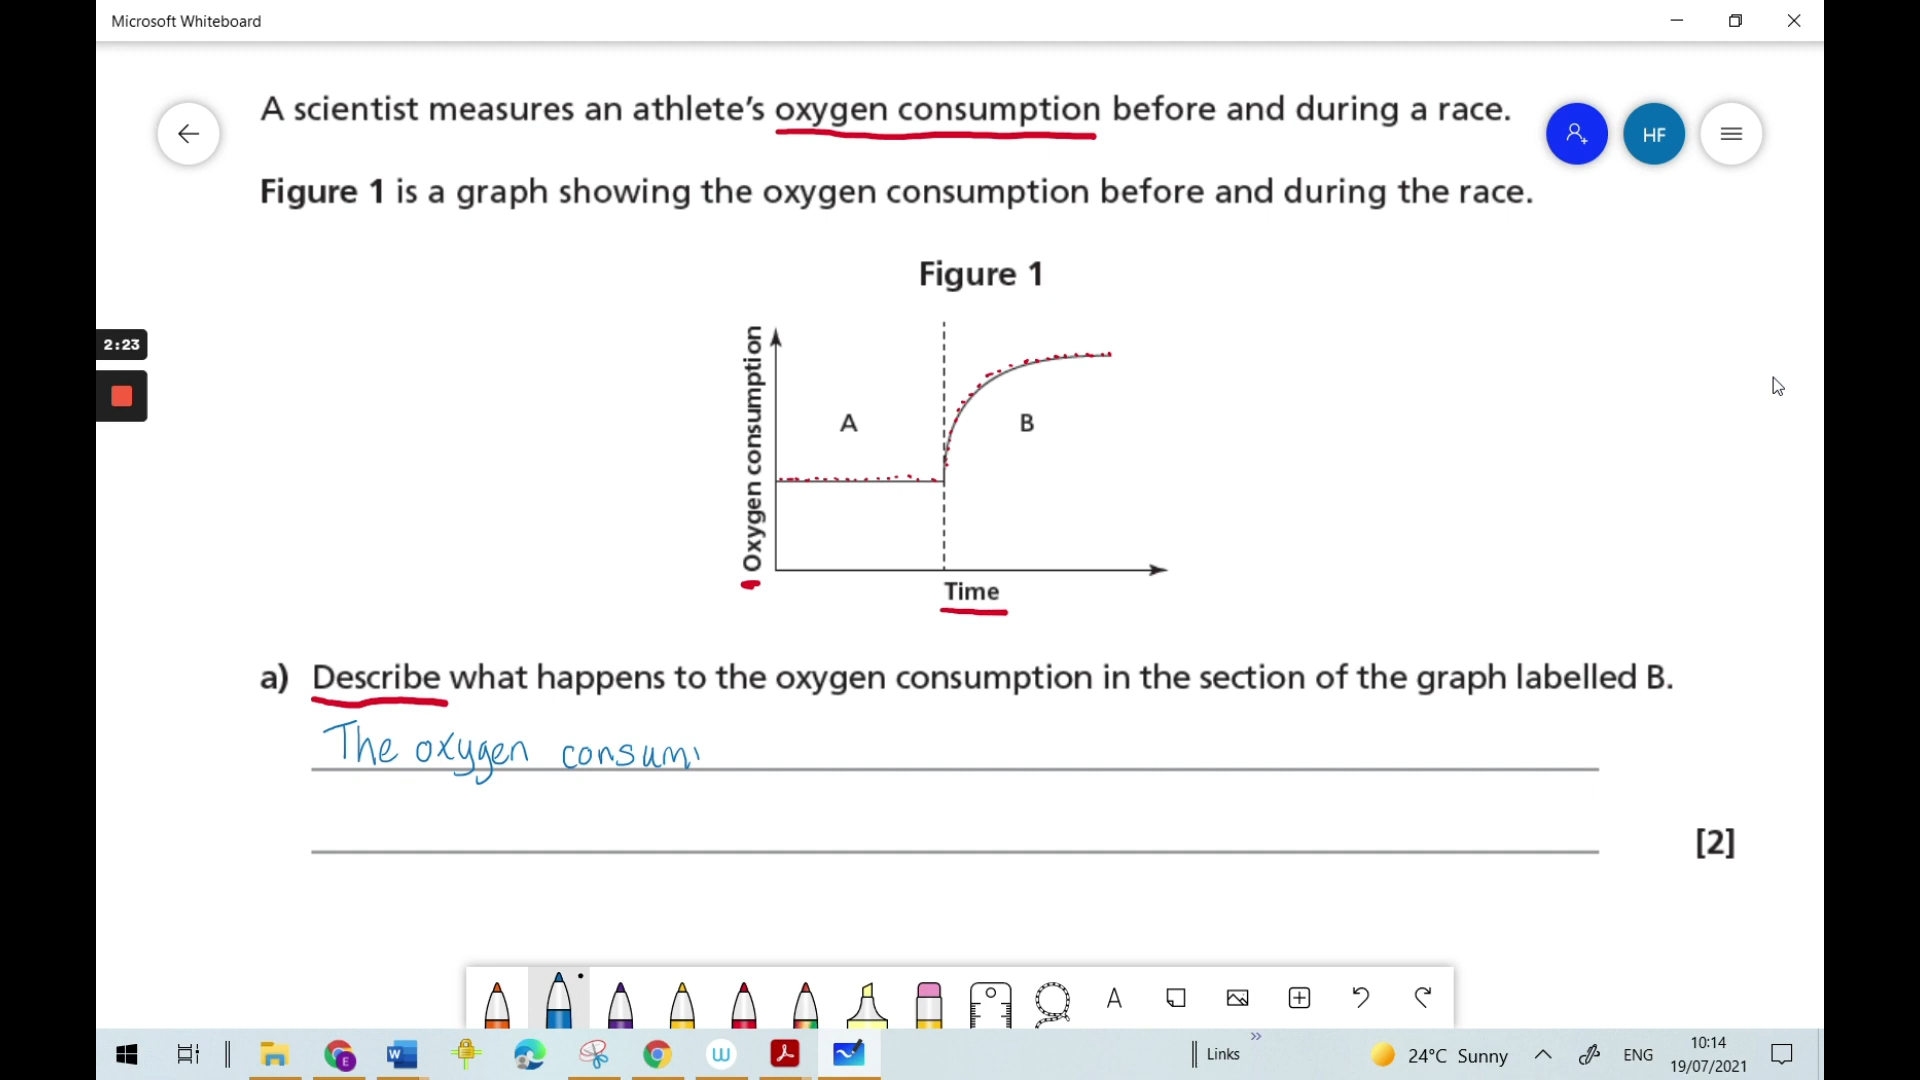 Microsoft Whiteboard
A scientist measures an athlete's oxygen consumption before and during a race.
HF
Figure 1 is a graph showing the oxygen consumption before and during the race.
Figure 1
2:23
Oxygen consumption
A
B
Time
a) Describe what happens to the oxygen consumption in the section of the graph labelled B.
The oxygen consum
[2]
A
E
W
W
Links
24°C Sunny
ENG
10:14
19/07/2021